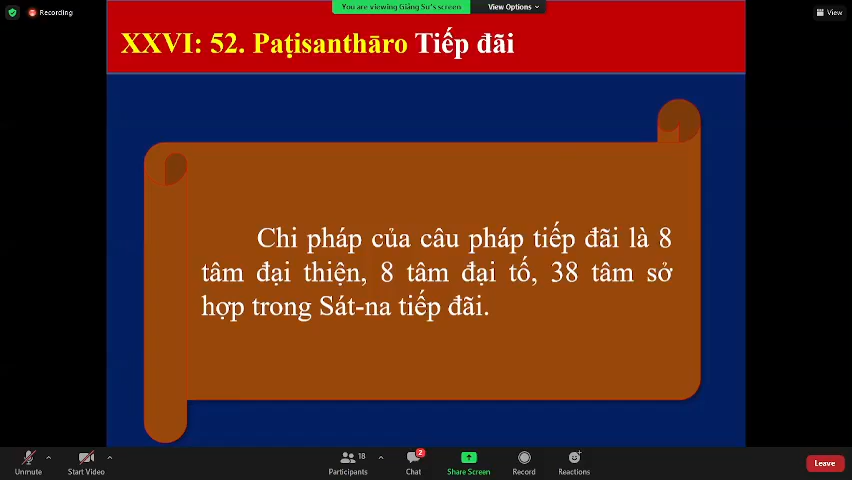 You are viewing Giảng Sư's screen
View Options
Recording
View
XXVI: 52. Paṭisanthāro Tiếp đãi
Chi pháp của câu pháp tiếp đãi là 8
tâm đại thiện, 8 tâm đại tố, 38 tâm sở
hợp trong Sát-na tiếp đãi.
Unmute
Start Video
18
Participants
2
Chat
Share Screen
Record
Reactions
Leave